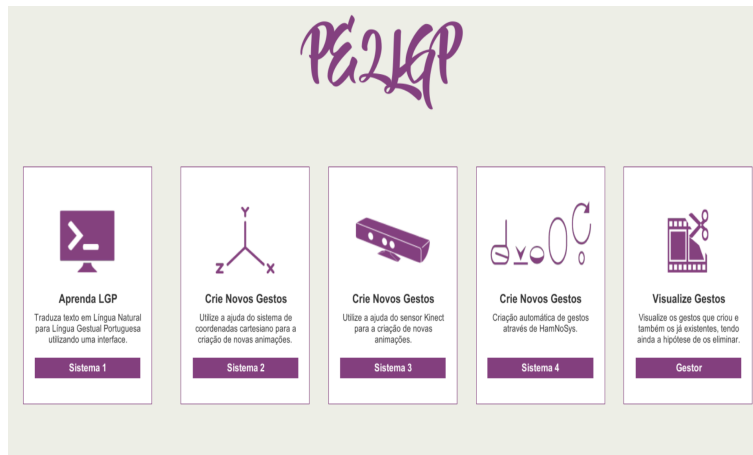 PE2LGP
Y
Z
X
Aprenda LGP
Traduza texto em Língua Natural
para Língua Gestual Portuguesa
utilizando uma interface.
Sistema 1
Crie Novos Gestos
Utilize a ajuda do sistema de
coordenadas cartesiano para a
criação de novas animações.
Sistema 2
Crie Novos Gestos
Utilize a ajuda do sensor Kinect
para a criação de novas
animações.
Sistema 3
Crie Novos Gestos
Criação automática de gestos
através de HamNoSys.
Sistema 4
Visualize Gestos
Visualize os gestos que criou e
também os já existentes, tendo
ainda a hipótese de os eliminar.
Gestor